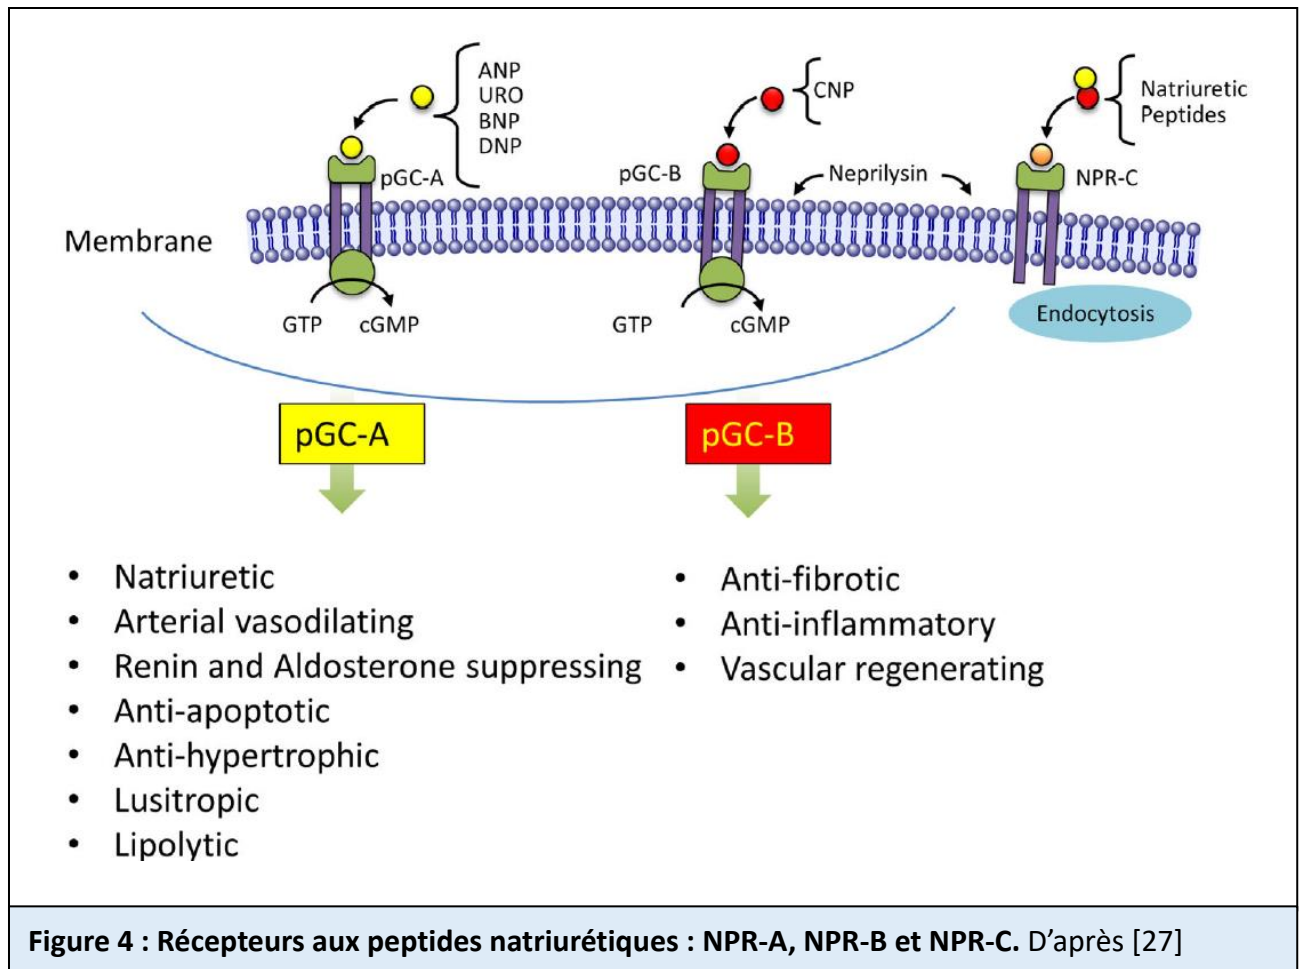 ANP
URO
BNP
DNP
pGC-A
CNP
pGC-B
Neprilysin
Natriuretic
Peptides
NPR-C
Membrane
GTP cGMP
GTP cGMP
Endocytosis
pGC-A
pGC-B
• Natriuretic
• Arterial vasodilating
• Renin and Aldosterone suppressing
• Anti-apoptotic
• Anti-hypertrophic
• Lusitropic
• Lipolytic
• Anti-fibrotic
• Anti-inflammatory
• Vascular regenerating
Figure 4 : Récepteurs aux peptides natriurétiques : NPR-A, NPR-B et NPR-C. D’après [27]